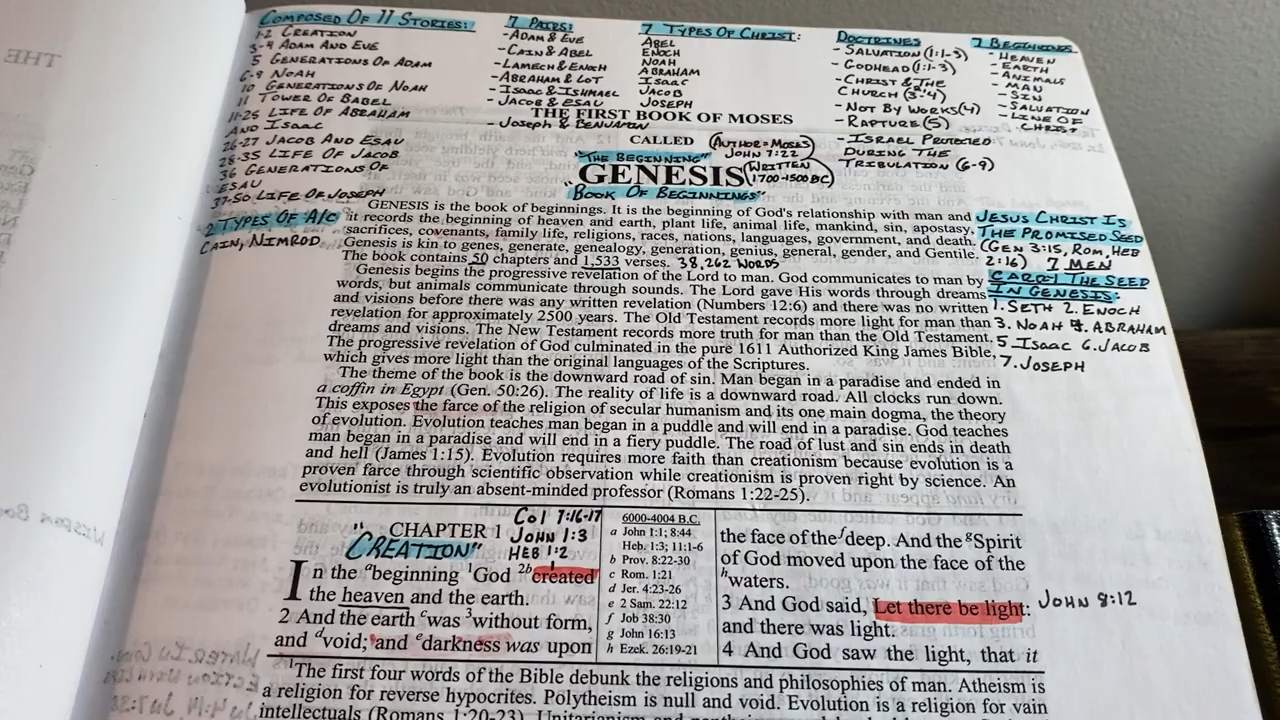 COMPOSED OF 11 STORIES:
1-2 CREATION
3-4 ADAM AND EVE
5 GENERATIONS OF ADAM
6-9 NOAH
10 GENERATIONS OF NOAH
11 TOWER OF BABEL
11-25 LIFE OF ABRAHAM
AND ISAAC
26-27 JACOB AND ESAU
28-35 LIFE OF JACOB
36 GENERATIONS OF
ESAU
37-50 LIFE OF JOSEPH
2 TYPES OF A/C
CAIN, NIMROD
7 PAIRS:
-ADAM & EVE
-CAIN & ABEL
-LAMECH & ENOCH
-ABRAHAM & LOT
-ISAAC & ISHMAEL
-JACOB & ESAU
-JOSEPH & BENJAMIN
7 TYPES OF CHRIST:
ABEL
ENOCH
NOAH
ABRAHAM
ISAAC
JACOB
JOSEPH
DOCTRINES
-SALVATION (1:1-3)
-GODHEAD (1:1-3)
-CHRIST & THE
CHURCH (3-4)
-NOT BY WORKS (4)
-RAPTURE (5)
-ISRAEL PROTECTED
DURING THE
TRIBULATION (6-9)
7 BEGINNINGS
-HEAVEN
-EARTH
-ANIMALS
-MAN
-SIN
-SALVATION
-LINE OF
CHRIST
THE FIRST BOOK OF MOSES
CALLED
(AUTHOR=MOSES)
JOHN 7:22
"THE BEGINNING"
GENESIS
(WRITTEN
1700-1500 BC)
"BOOK OF BEGINNINGS"
GENESIS is the book of beginnings. It is the beginning of God's relationship with man and
it records the beginning of heaven and earth, plant life, animal life, mankind, sin, apostasy,
sacrifices, covenants, family life, religions, races, nations, languages, government, and death.
Genesis is kin to genes, generate, genealogy, generation, genius, general, gender, and Gentile.
The book contains 50 chapters and 1,533 verses. 38,262 WORDS
Genesis begins the progressive revelation of the Lord to man. God communicates to man by
words, but animals communicate through sounds. The Lord gave His words through dreams
and visions before there was any written revelation (Numbers 12:6) and there was no written
revelation for approximately 2500 years. The Old Testament records more light for man than
dreams and visions. The New Testament records more truth for man than the Old Testament.
The progressive revelation of God culminated in the pure 1611 Authorized King James Bible,
which gives more light than the original languages of the Scriptures.
The theme of the book is the downward road of sin. Man began in a paradise and ended in
a coffin in Egypt (Gen. 50:26). The reality of life is a downward road. All clocks run down.
This exposes the farce of the religion of secular humanism and its one main dogma, the theory
of evolution. Evolution teaches man began in a puddle and will end in a paradise. God teaches
man began in a paradise and will end in a fiery puddle. The road of lust and sin ends in death
and hell (James 1:15). Evolution requires more faith than creationism because evolution is a
proven farce through scientific observation while creationism is proven right by science. An
evolutionist is truly an absent-minded professor (Romans 1:22-25).
JESUS CHRIST IS
THE PROMISED SEED
(GEN 3:15, ROM, HEB
2:16) 7 MEN
CARRY THE SEED
IN GENESIS:
1. SETH 2. ENOCH
3. NOAH 4. ABRAHAM
5. ISAAC 6. JACOB
7. JOSEPH
CHAPTER 1
"CREATION"
Col 1:16-17
JOHN 1:3
HEB 1:2
In the a beginning 1 God 2b created
the heaven and the earth.
2 And the earth c was 3 without form,
and d void; and e darkness was upon
6000-4004 B.C.
a John 1:1; 8:44
Heb. 1:3; 11:1-6
b Prov. 8:22-30
c Rom. 1:21
d Jer. 4:23-26
e 2 Sam. 22:12
f Job 38:30
g John 16:13
h Ezek. 26:19-21
the face of the f deep. And the g Spirit
of God moved upon the face of the
h waters.
3 And God said, Let there be light:
and there was light.
4 And God saw the light, that it
JOHN 8:12
1 The first four words of the Bible debunk the religions and philosophies of man. Atheism is
a religion for reverse hypocrites. Polytheism is null and void. Evolution is a religion for vain
intellectuals (Romans 1:20-23). Unitarianism and
THE